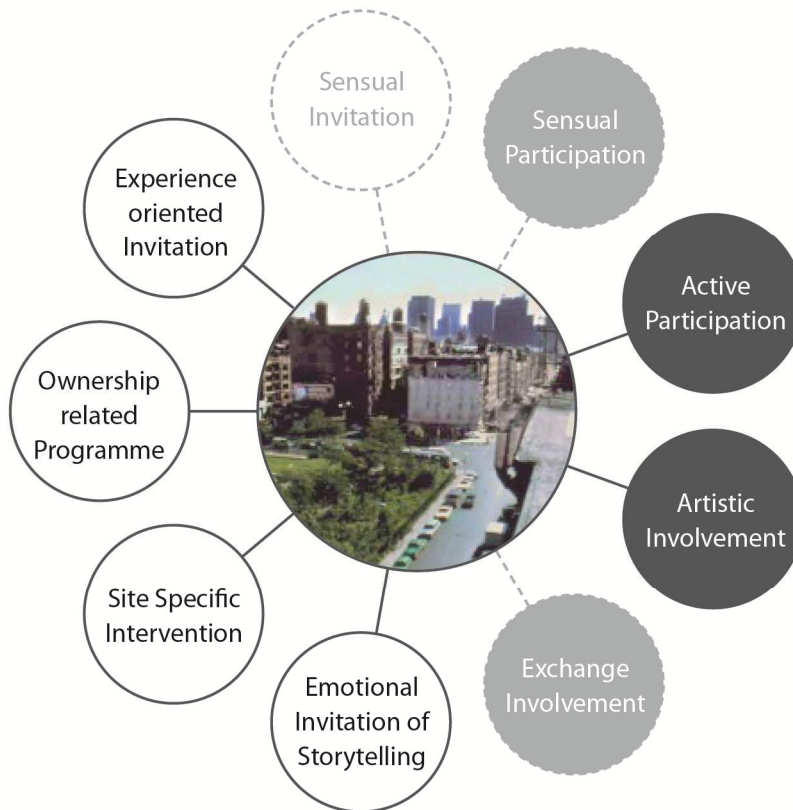 Sensual
Invitation
Sensual
Participation
Active
Participation
Artistic
Involvement
Exchange
Involvement
Emotional
Invitation of
Storytelling
Site Specific
Intervention
Ownership
related
Programme
Experience
oriented
Invitation